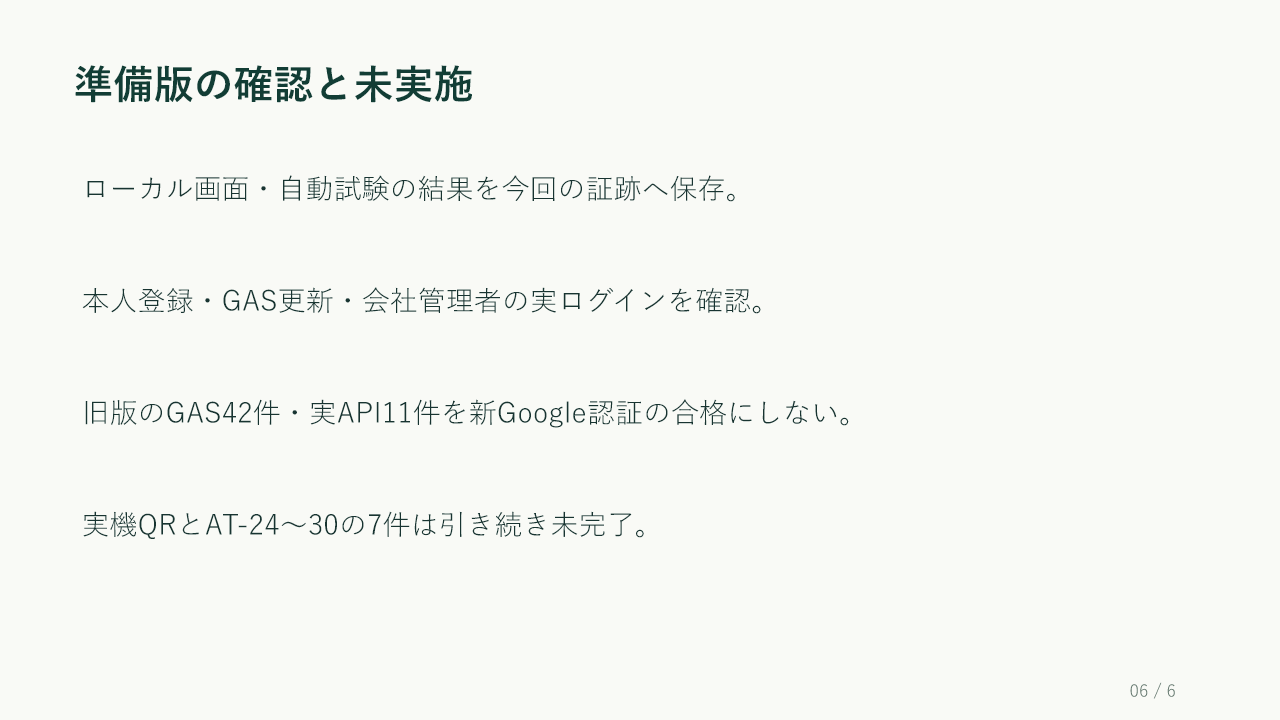 準備版の確認と未実施
ローカル画面・自動試験の結果を今回の証跡へ保存。
本人登録・GAS更新・会社管理者の実ログインを確認。
旧版のGAS42件・実API11件を新Google認証の合格にしない。
実機QRとAT-24〜30の7件は引き続き未完了。
06 / 6